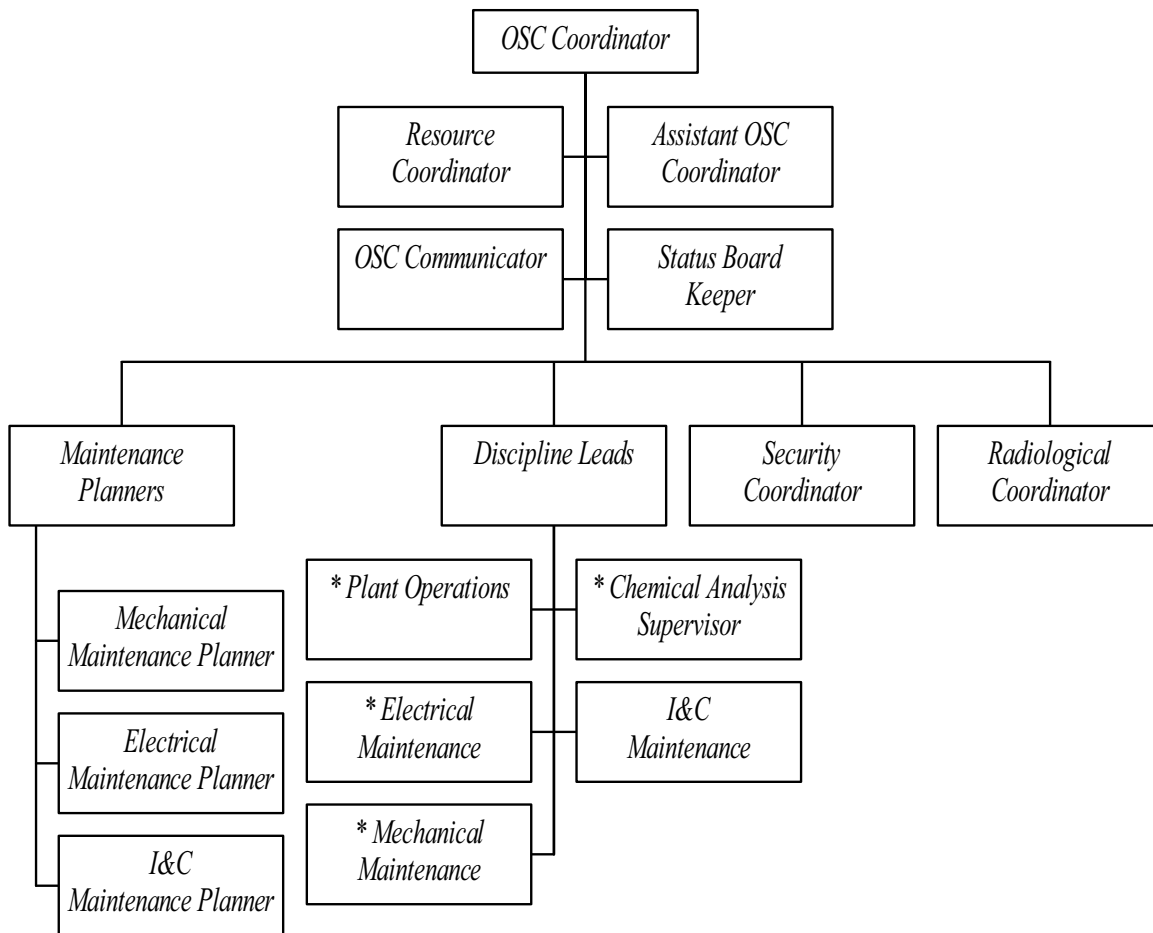 OSC Coordinator
Resource
Coordinator
Assistant OSC
Coordinator
OSC Communicator
Status Board
Keeper
Maintenance
Planners
Discipline Leads
Security
Coordinator
Radiological
Coordinator
* Plant Operations
* Chemical Analysis
Supervisor
Mechanical
Maintenance Planner
* Electrical
Maintenance
I&C
Maintenance
Electrical
Maintenance Planner
* Mechanical
Maintenance
I&C
Maintenance Planner